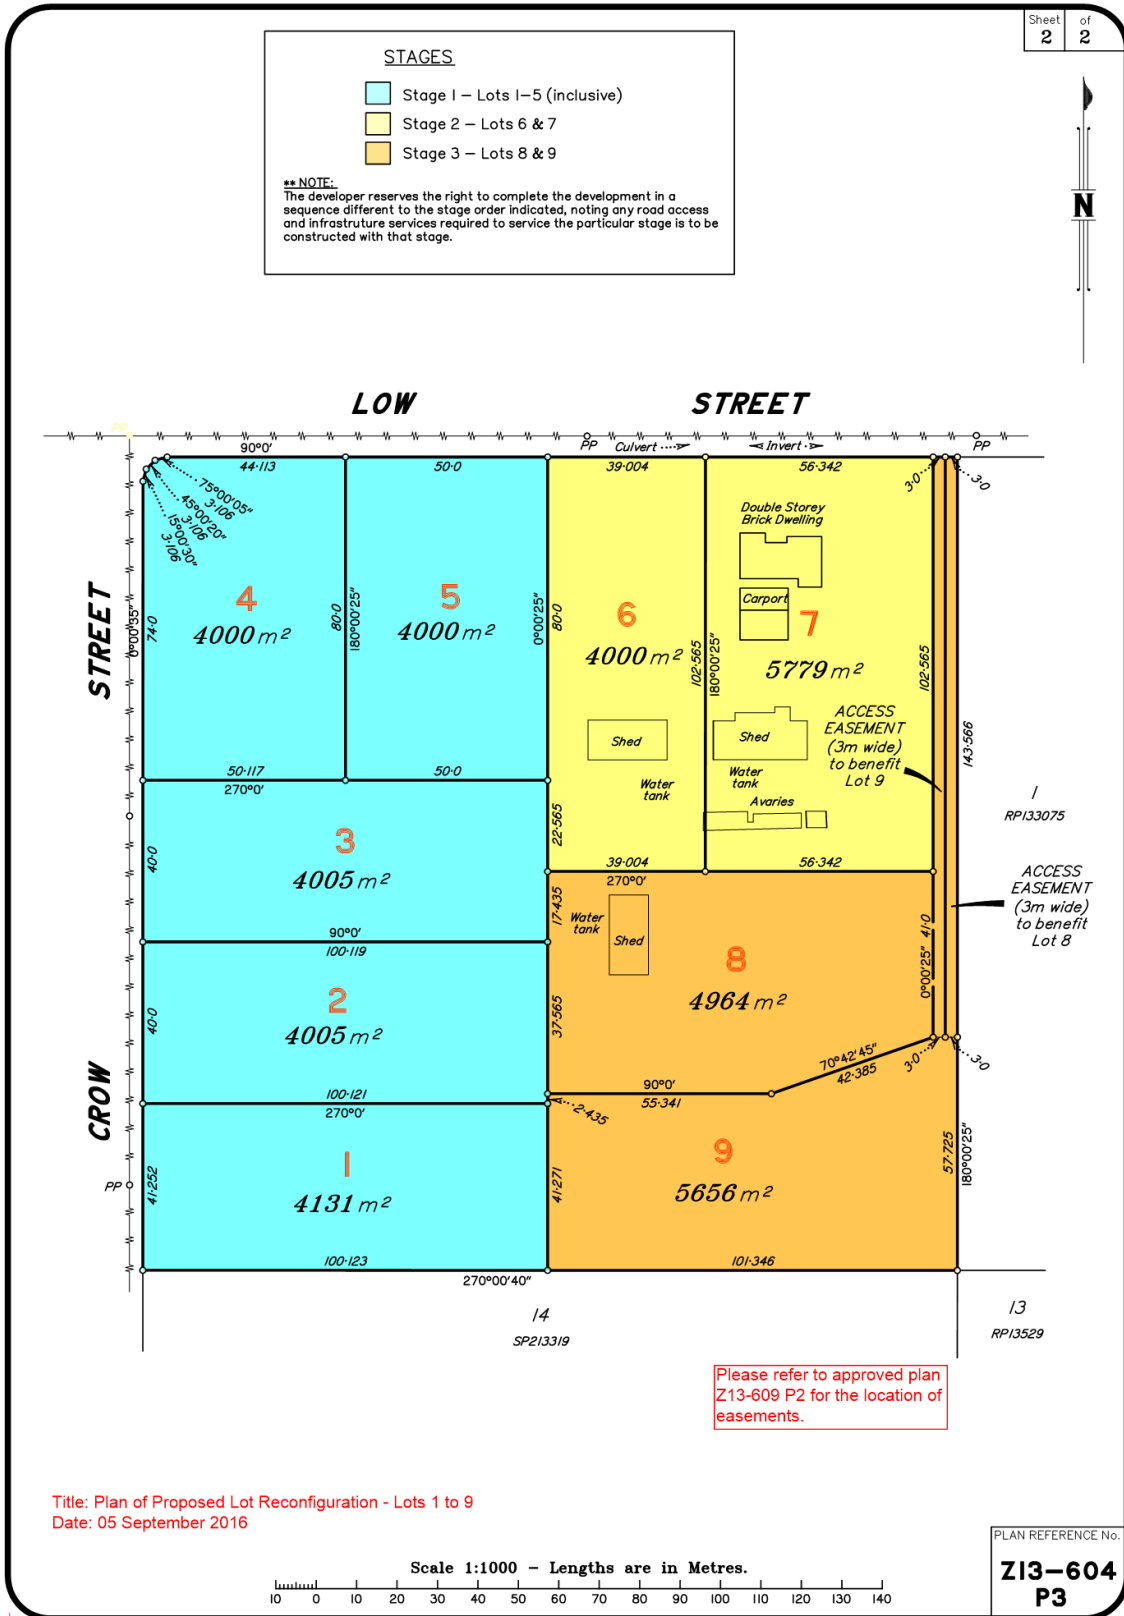 Sheet of
2 2
STAGES
Stage 1 – Lots 1–5 (inclusive)
Stage 2 – Lots 6 & 7
Stage 3 – Lots 8 & 9
** NOTE:
The developer reserves the right to complete the development in a
sequence different to the stage order indicated, noting any road access
and infrastruture services required to service the particular stage is to be
constructed with that stage.
N
LOW STREET
PP
PP
Culvert
Invert
PP
90°0'
44·113
50·0
39·004
56·342
3·0
3·0
75°00'05"
3·106
45°00'20"
3·106
15°00'30"
3·106
Double Storey
Brick Dwelling
Carport
STREET
0°00'35"
74·0
4
4000 m²
80·0
180°00'25"
5
4000 m²
0°00'25"
80·0
6
4000 m²
102·565
180°00'25"
7
5779 m²
102·565
143·566
ACCESS
EASEMENT
(3m wide)
to benefit
Lot 9
Shed
Shed
Water
tank
Water
tank
Avaries
50·117
270°0'
50·0
1
RP133075
40·0
3
4005 m²
22·565
39·004
270°0'
56·342
ACCESS
EASEMENT
(3m wide)
to benefit
Lot 8
17·435
Water
tank
Shed
90°0'
100·119
8
4964 m²
41·0
0°00'25"
40·0
2
4005 m²
37·565
70°42'45"
42·385
3·0
3·0
90°0'
55·341
2·435
100·121
270°0'
CROW
PP
41·252
1
4131 m²
41·271
9
5656 m²
57·725
180°00'25"
100·123
270°00'40"
101·346
14
SP213319
13
RP13529
Please refer to approved plan
Z13-609 P2 for the location of
easements.
Title: Plan of Proposed Lot Reconfiguration - Lots 1 to 9
Date: 05 September 2016
Scale 1:1000 – Lengths are in Metres.
10 0 10 20 30 40 50 60 70 80 90 100 110 120 130 140
PLAN REFERENCE No.
Z13–604
P3